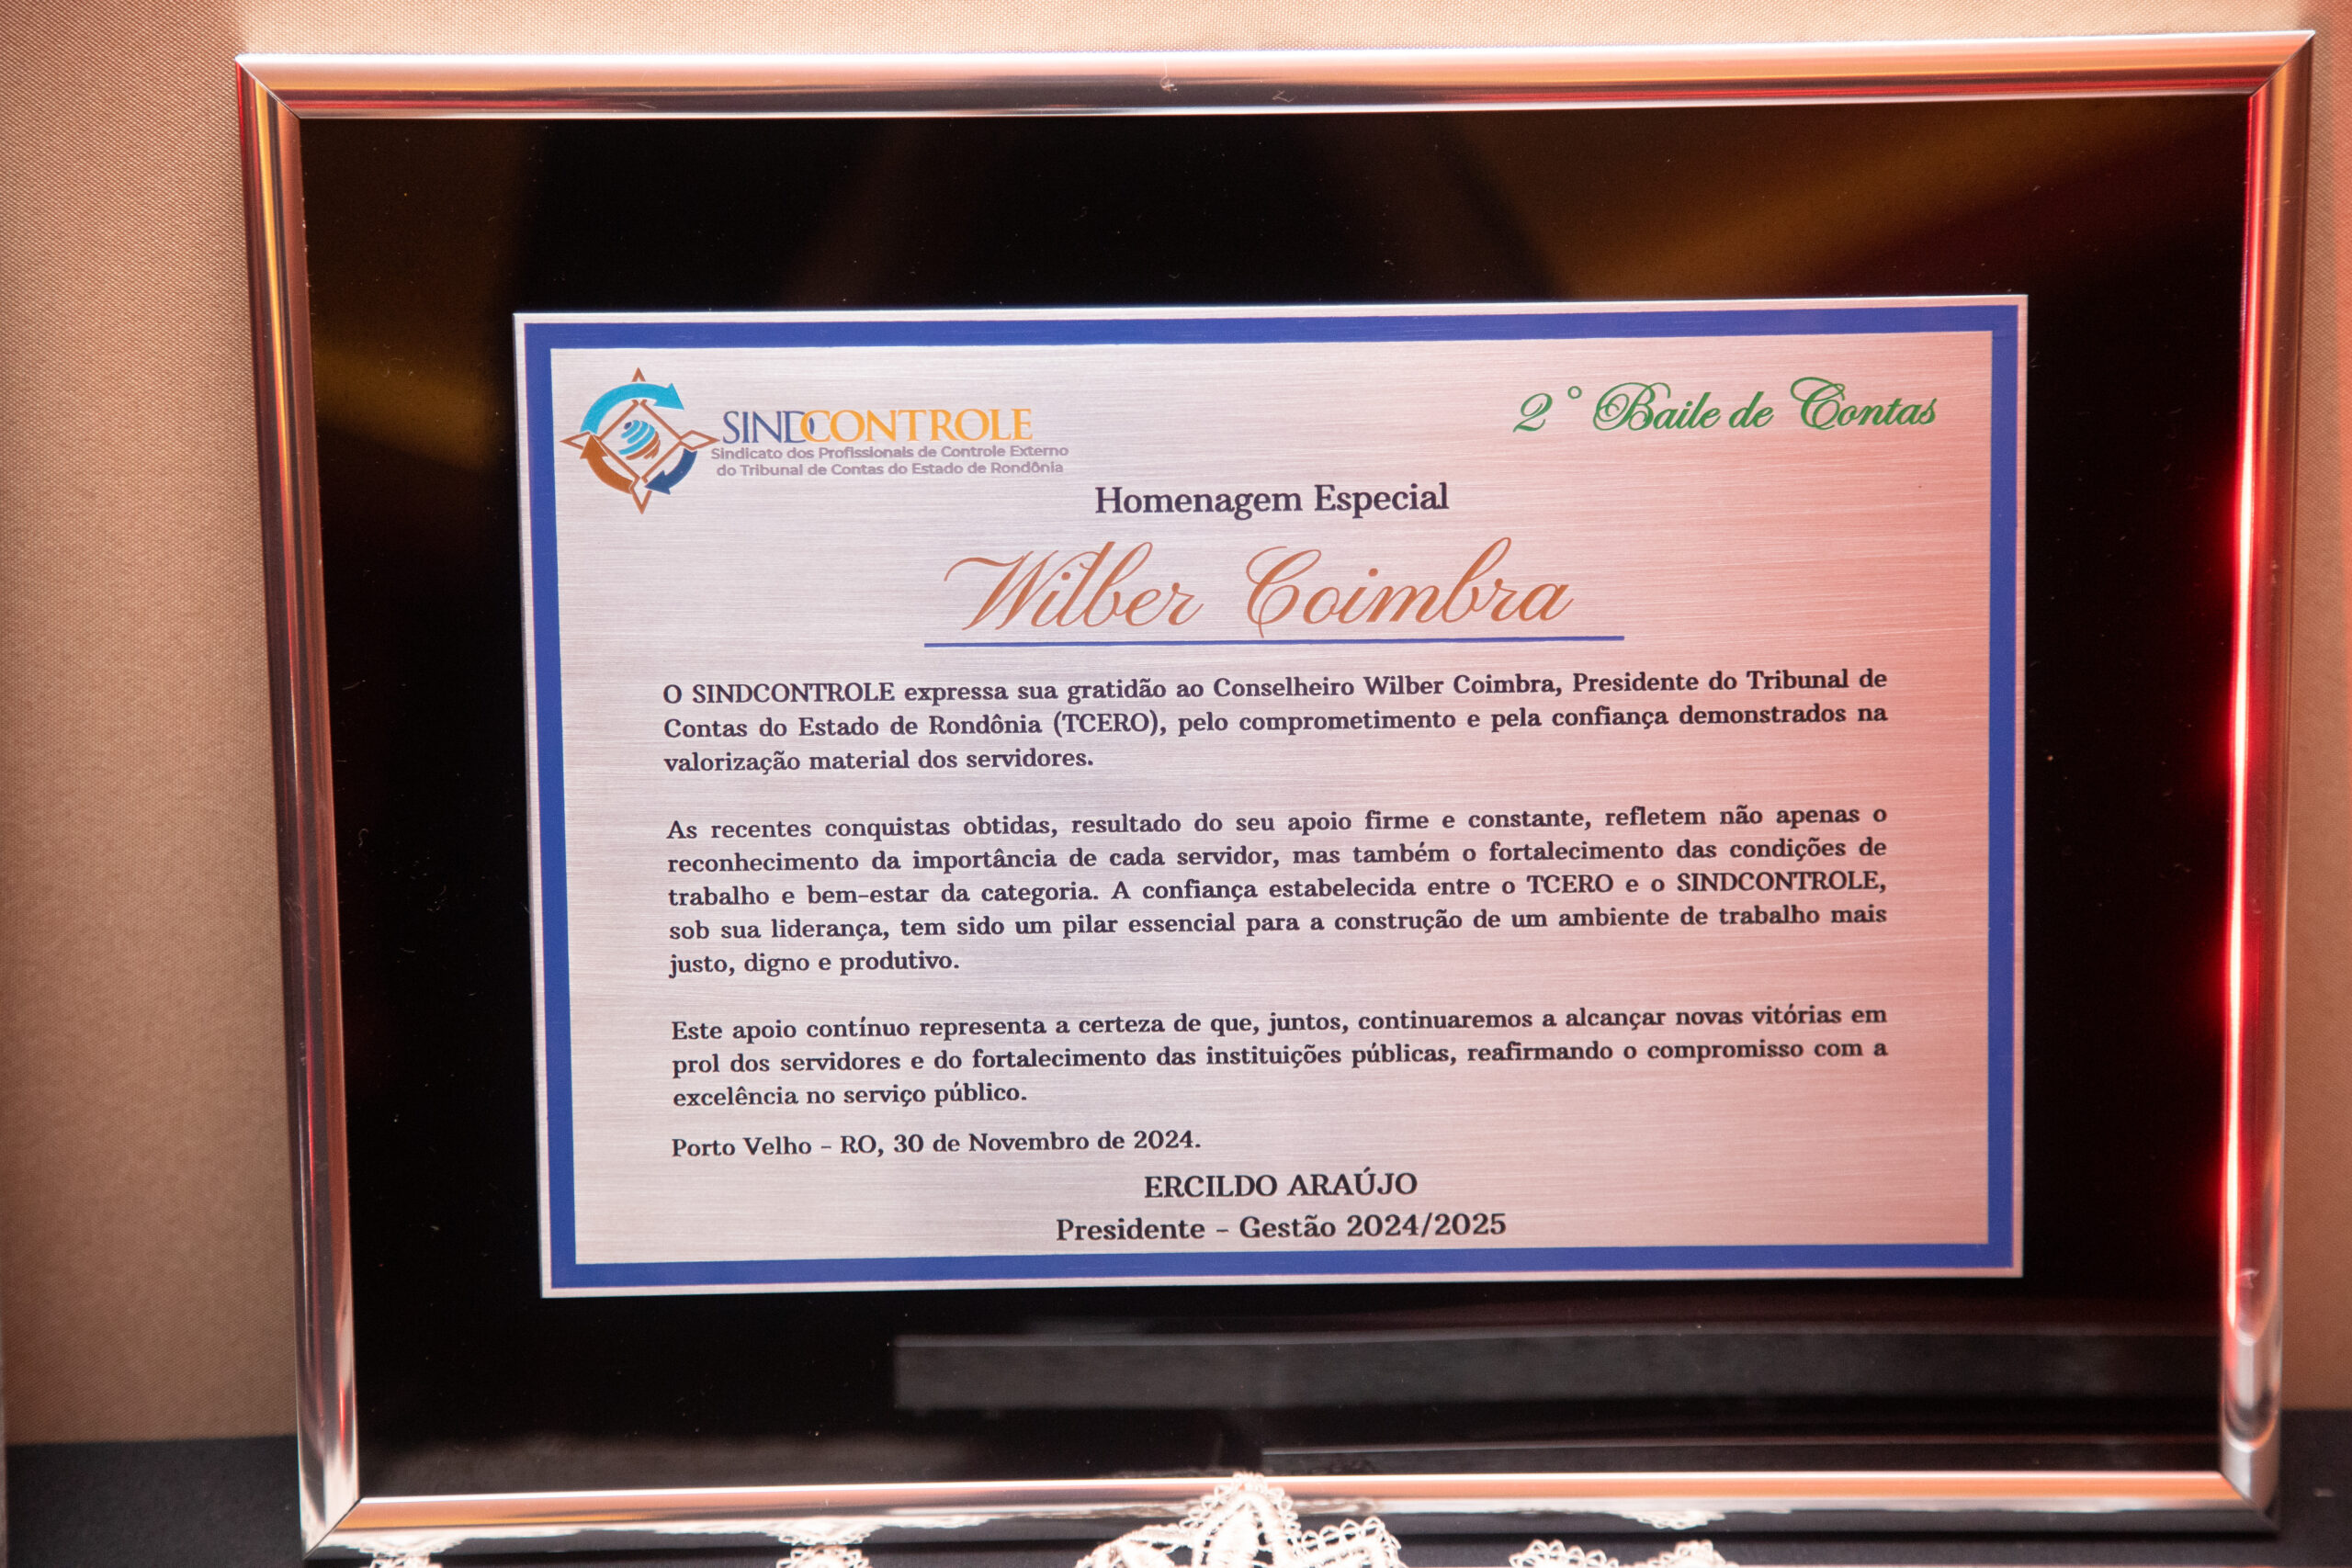 SINDCONTROLE
Sindicato dos Profissionais de Controle Externo
do Tribunal de Contas do Estado de Rondônia
2° Baile de Contas
Homenagem Especial
Wilber Coimbra
O SINDCONTROLE expressa sua gratidão ao Conselheiro Wilber Coimbra, Presidente do Tribunal de
Contas do Estado de Rondônia (TCERO), pelo comprometimento e pela confiança demonstrados na
valorização material dos servidores.
As recentes conquistas obtidas, resultado do seu apoio firme e constante, refletem não apenas o
reconhecimento da importância de cada servidor, mas também o fortalecimento das condições de
trabalho e bem-estar da categoria. A confiança estabelecida entre o TCERO e o SINDCONTROLE,
sob sua liderança, tem sido um pilar essencial para a construção de um ambiente de trabalho mais
justo, digno e produtivo.
Este apoio contínuo representa a certeza de que, juntos, continuaremos a alcançar novas vitórias em
prol dos servidores e do fortalecimento das instituições públicas, reafirmando o compromisso com a
excelência no serviço público.
Porto Velho - RO, 30 de Novembro de 2024.
ERCILDO ARAÚJO
Presidente - Gestão 2024/2025